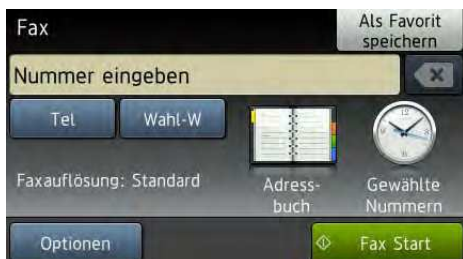 Fax
Als Favorit
speichern
Nummer eingeben
Tel
Wahl-W
Faxauflösung: Standard
Adress-
buch
Gewählte
Nummern
Optionen
Fax Start